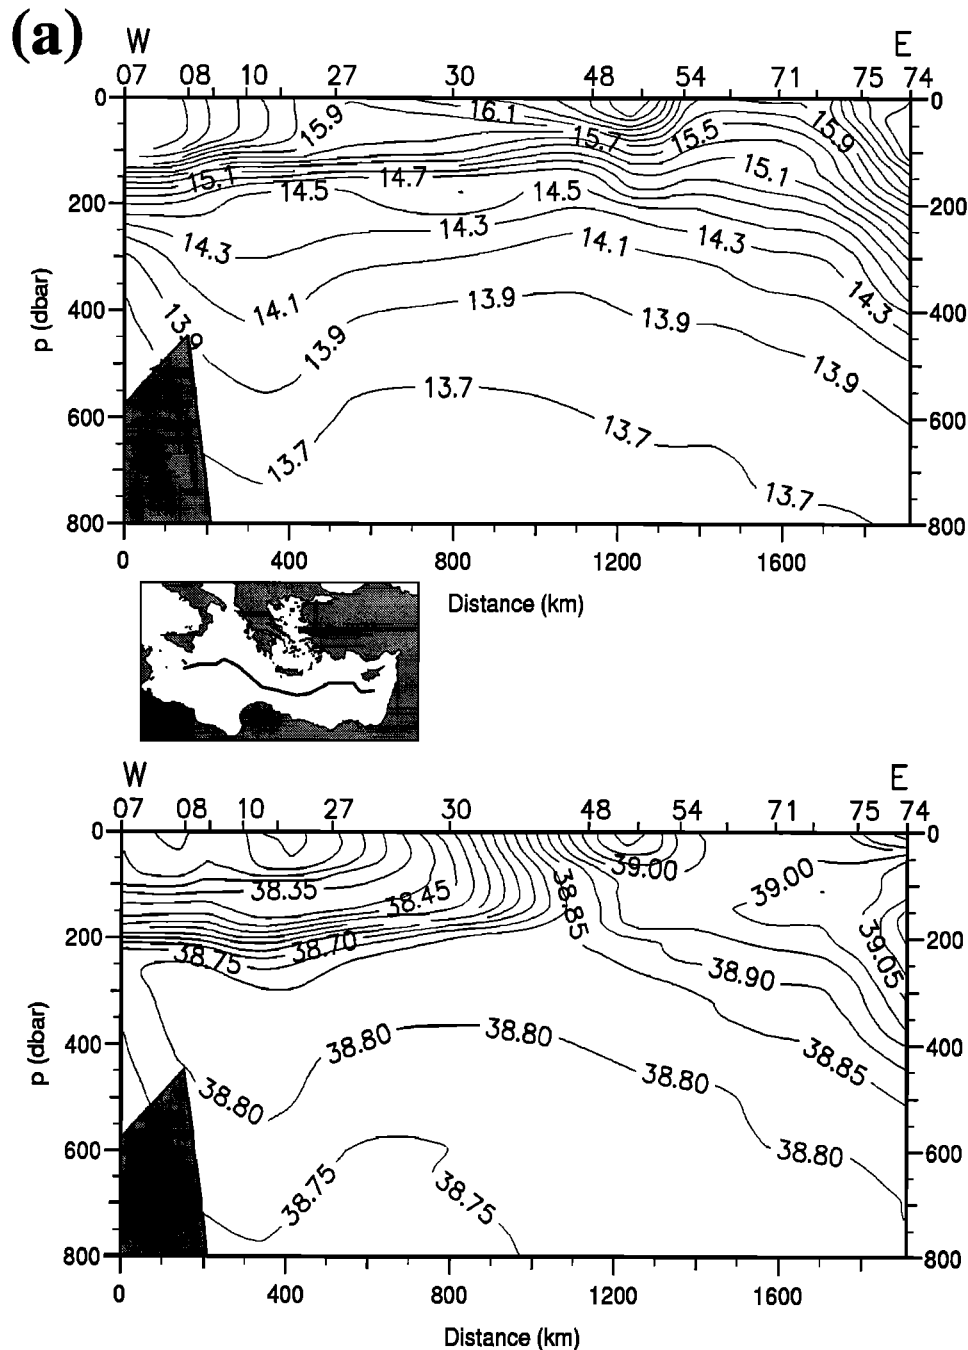 (a)
W E
07 08 10 27 30 48 54 71 75 74
0 0
16.1
15.9 15.7 15.5 15.9
15.1 14.5 14.7 14.5 15.1
200 200
14.3 14.3 14.1 14.3
14.1 13.9 14.3
400 400
13.9 13.9 13.9
13.9
13.7
600 600
13.7 13.7
13.7
800 800
p (dbar)
0 400 800 1200 1600
Distance (km)
W E
07 08 10 27 30 48 54 71 75 74
0 0
39.00 39.00
38.35 38.45 38.85
200 200
38.75 38.70 38.90 39.05
400 400
38.80 38.80 38.85
38.80 38.80
600 600
38.80
38.75 38.75
800 800
p (dbar)
0 400 800 1200 1600
Distance (km)